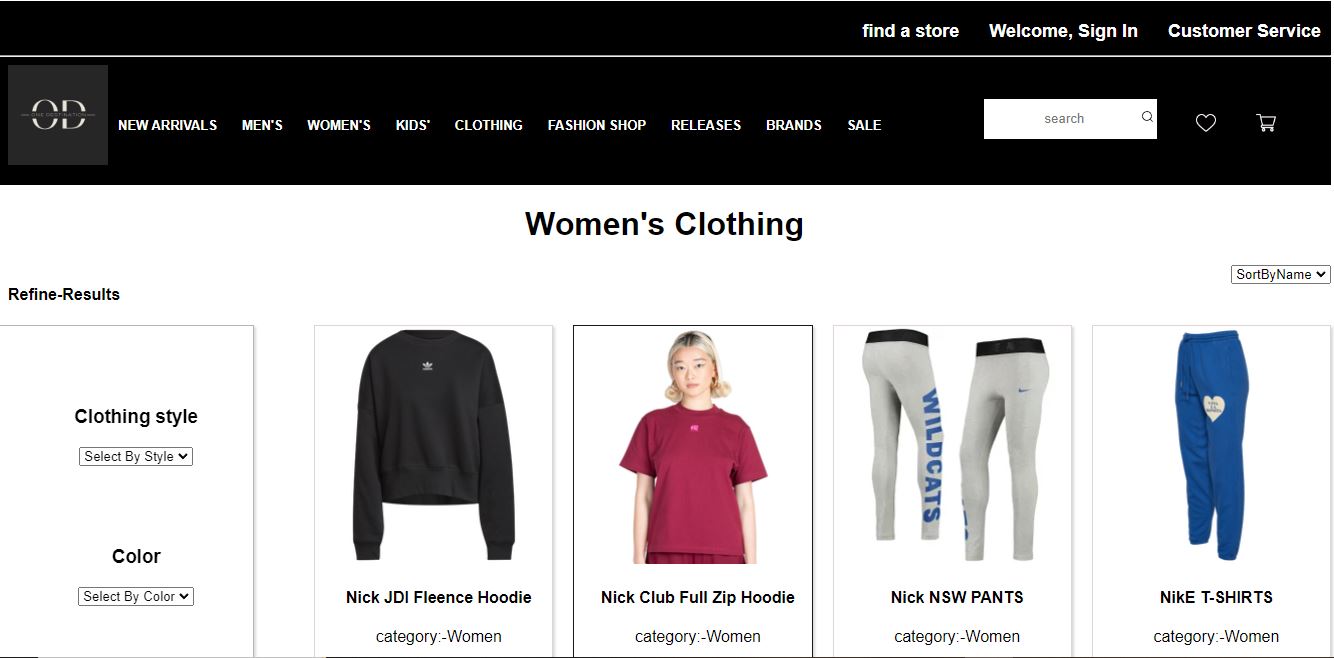 find a store Welcome, Sign In Customer Service
OD
ONE DESTINATION
NEW ARRIVALS MEN'S WOMEN'S KIDS' CLOTHING FASHION SHOP RELEASES BRANDS SALE
search
Women's Clothing
SortByName
Refine-Results
Clothing style
Select By Style
Color
Select By Color
WILDCATS
Nick JDI Fleence Hoodie
category:-Women
Nick Club Full Zip Hoodie
category:-Women
Nick NSW PANTS
category:-Women
NikE T-SHIRTS
category:-Women